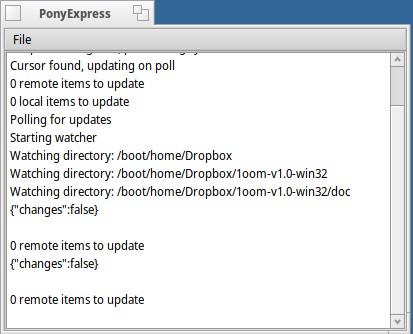 PonyExpress
File
Cursor found, updating on poll
0 remote items to update
0 local items to update
Polling for updates
Starting watcher
Watching directory: /boot/home/Dropbox
Watching directory: /boot/home/Dropbox/1oom-v1.0-win32
Watching directory: /boot/home/Dropbox/1oom-v1.0-win32/doc
{"changes":false}
0 remote items to update
{"changes":false}
0 remote items to update